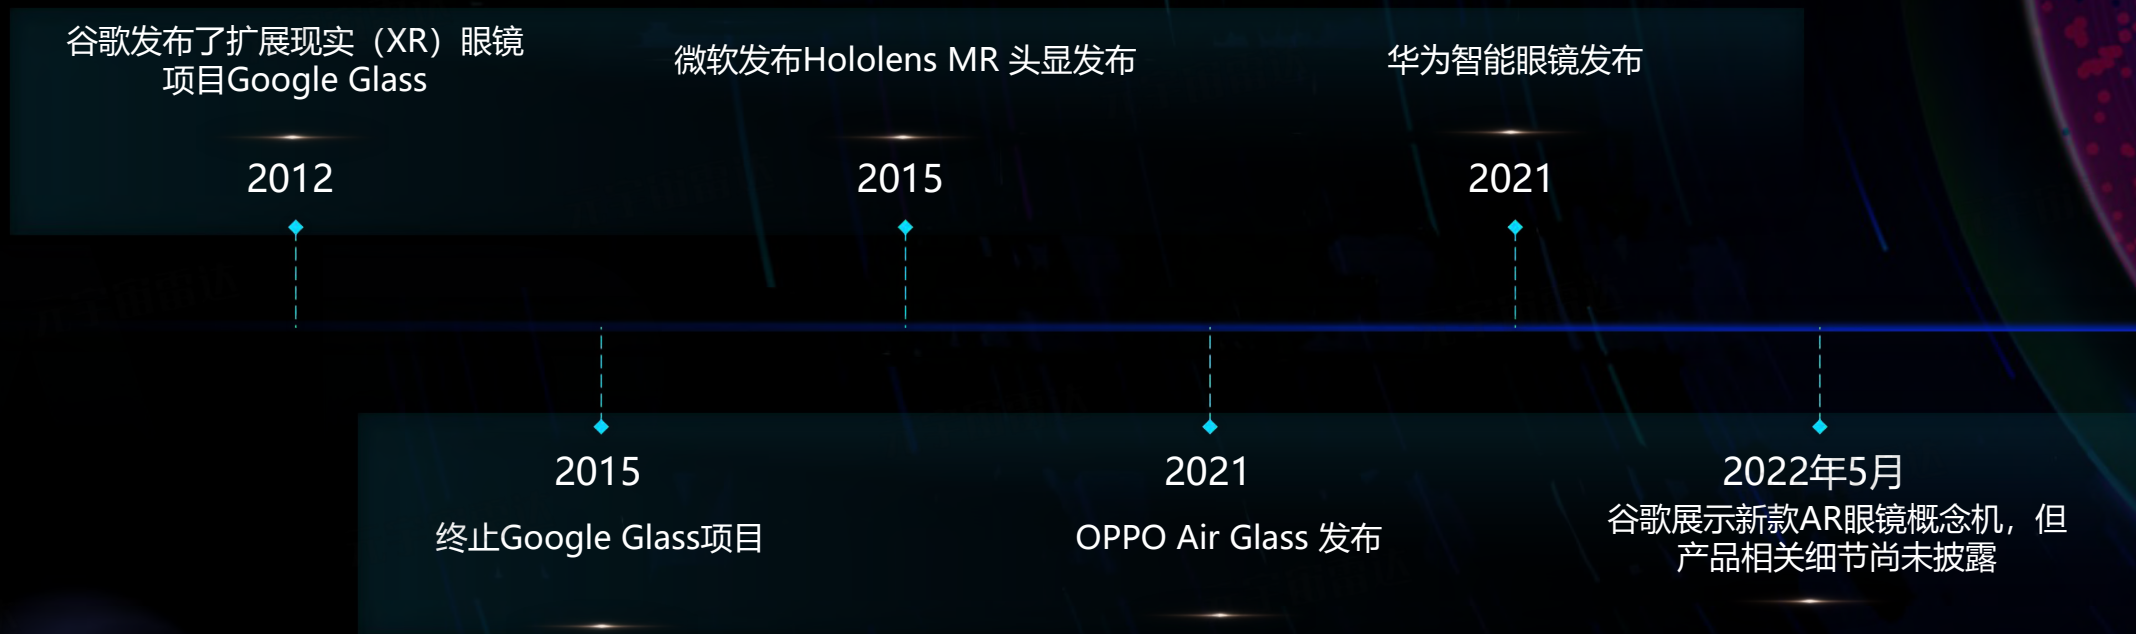 谷歌发布了扩展现实（XR）眼镜
项目Google Glass
2012
微软发布Hololens MR 头显发布
2015
华为智能眼镜发布
2021
2015
终止Google Glass项目
2021
OPPO Air Glass 发布
2022年5月
谷歌展示新款AR眼镜概念机，但
产品相关细节尚未披露